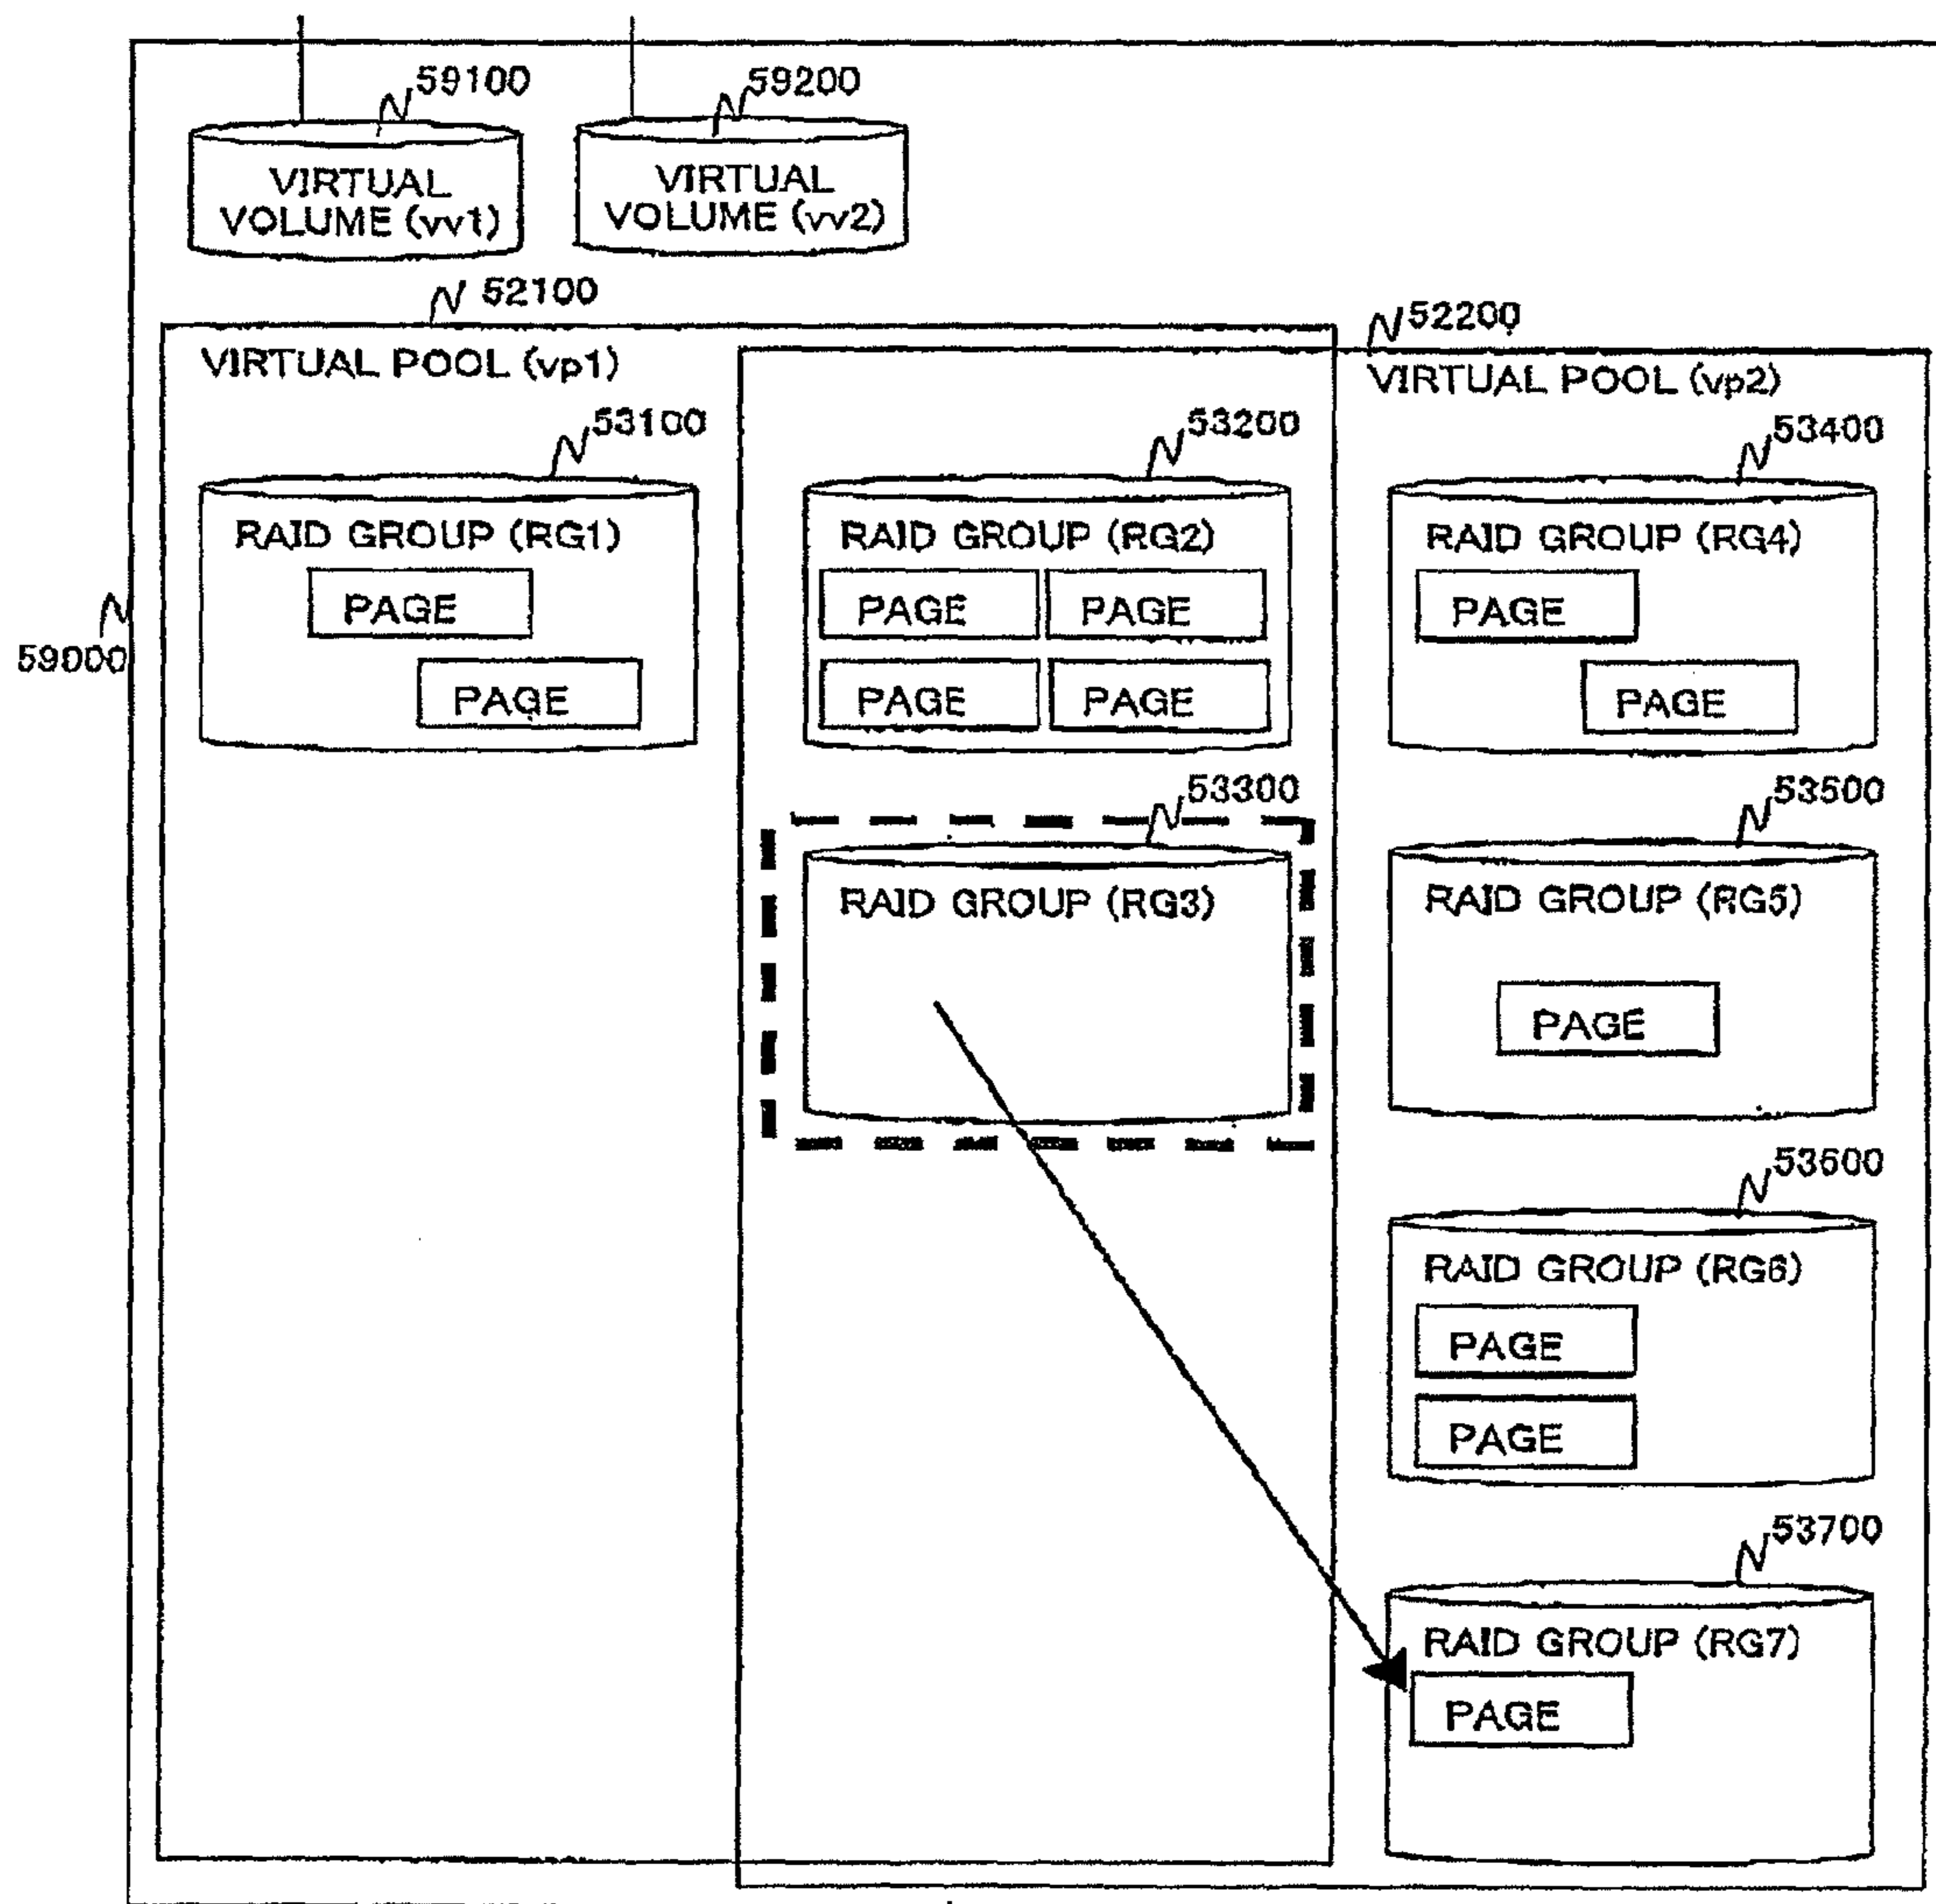 59100
59200
VIRTUAL
VOLUME (vv1)
VIRTUAL
VOLUME (vv2)
52100
52200
VIRTUAL POOL (vp1)
VIRTUAL POOL (vp2)
53100
53200
53400
RAID GROUP (RG1)
PAGE
PAGE
RAID GROUP (RG2)
PAGE PAGE
PAGE PAGE
RAID GROUP (RG4)
PAGE
PAGE
59000
53300
53500
RAID GROUP (RG3)
RAID GROUP (RG5)
PAGE
53600
RAID GROUP (RG6)
PAGE
PAGE
53700
RAID GROUP (RG7)
PAGE